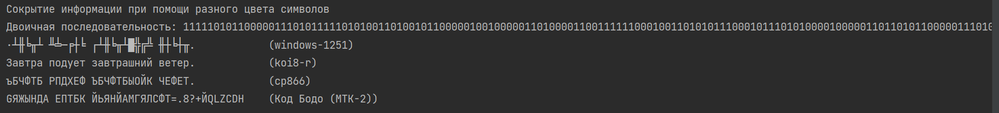 Сокрытие информации при помощи разного цвета символов
Двоичная последовательность: 1111101011000001110101111101010011010010110000010010000011010000110011111100010011010101110001011101010000100000110110101100000111010
·┴╫╘╥┴ ╨╧─╒┼╘ ┌┴╫╘╥┴█╬╔╩ ╫┼╘┼╥. (windows-1251)
Завтра подует завтрашний ветер. (koi8-r)
ъБЧФТБ РПДХЕФ ЪБЧФТБЫОЙК ЧЕФЕТ. (cp866)
GЯЖЫНДА ЕПТБК ЙЬЯНЙАМГЯЛСФТ=.8?+ЙQLZCDH (Код Бодо (МТК-2))